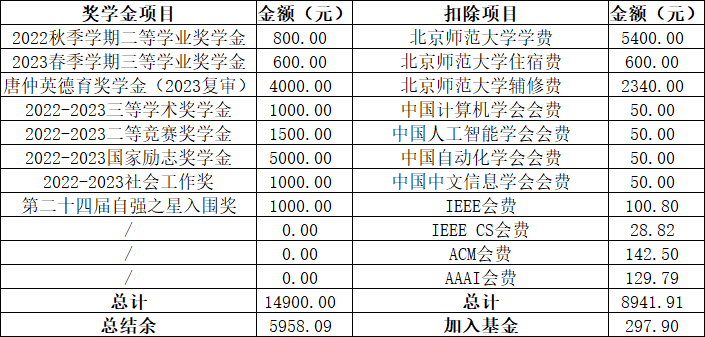 奖学金项目 金额（元） 扣除项目 金额（元）
2022秋季学期二等学业奖学金 800.00 北京师范大学学费 5400.00
2023春季学期三等学业奖学金 600.00 北京师范大学住宿费 600.00
唐仲英德育奖学金（2023复审） 4000.00 北京师范大学辅修费 2340.00
2022-2023三等学术奖学金 1000.00 中国计算机学会会费 50.00
2022-2023二等竞赛奖学金 1500.00 中国人工智能学会会费 50.00
2022-2023国家励志奖学金 5000.00 中国自动化学会会费 50.00
2022-2023社会工作奖 1000.00 中国中文信息学会会费 50.00
第二十四届自强之星入围奖 1000.00 IEEE会费 100.80
/ 0.00 IEEE CS会费 28.82
/ 0.00 ACM会费 142.50
/ 0.00 AAAI会费 129.79
总计 14900.00 总计 8941.91
总结余 5958.09 加入基金 297.90